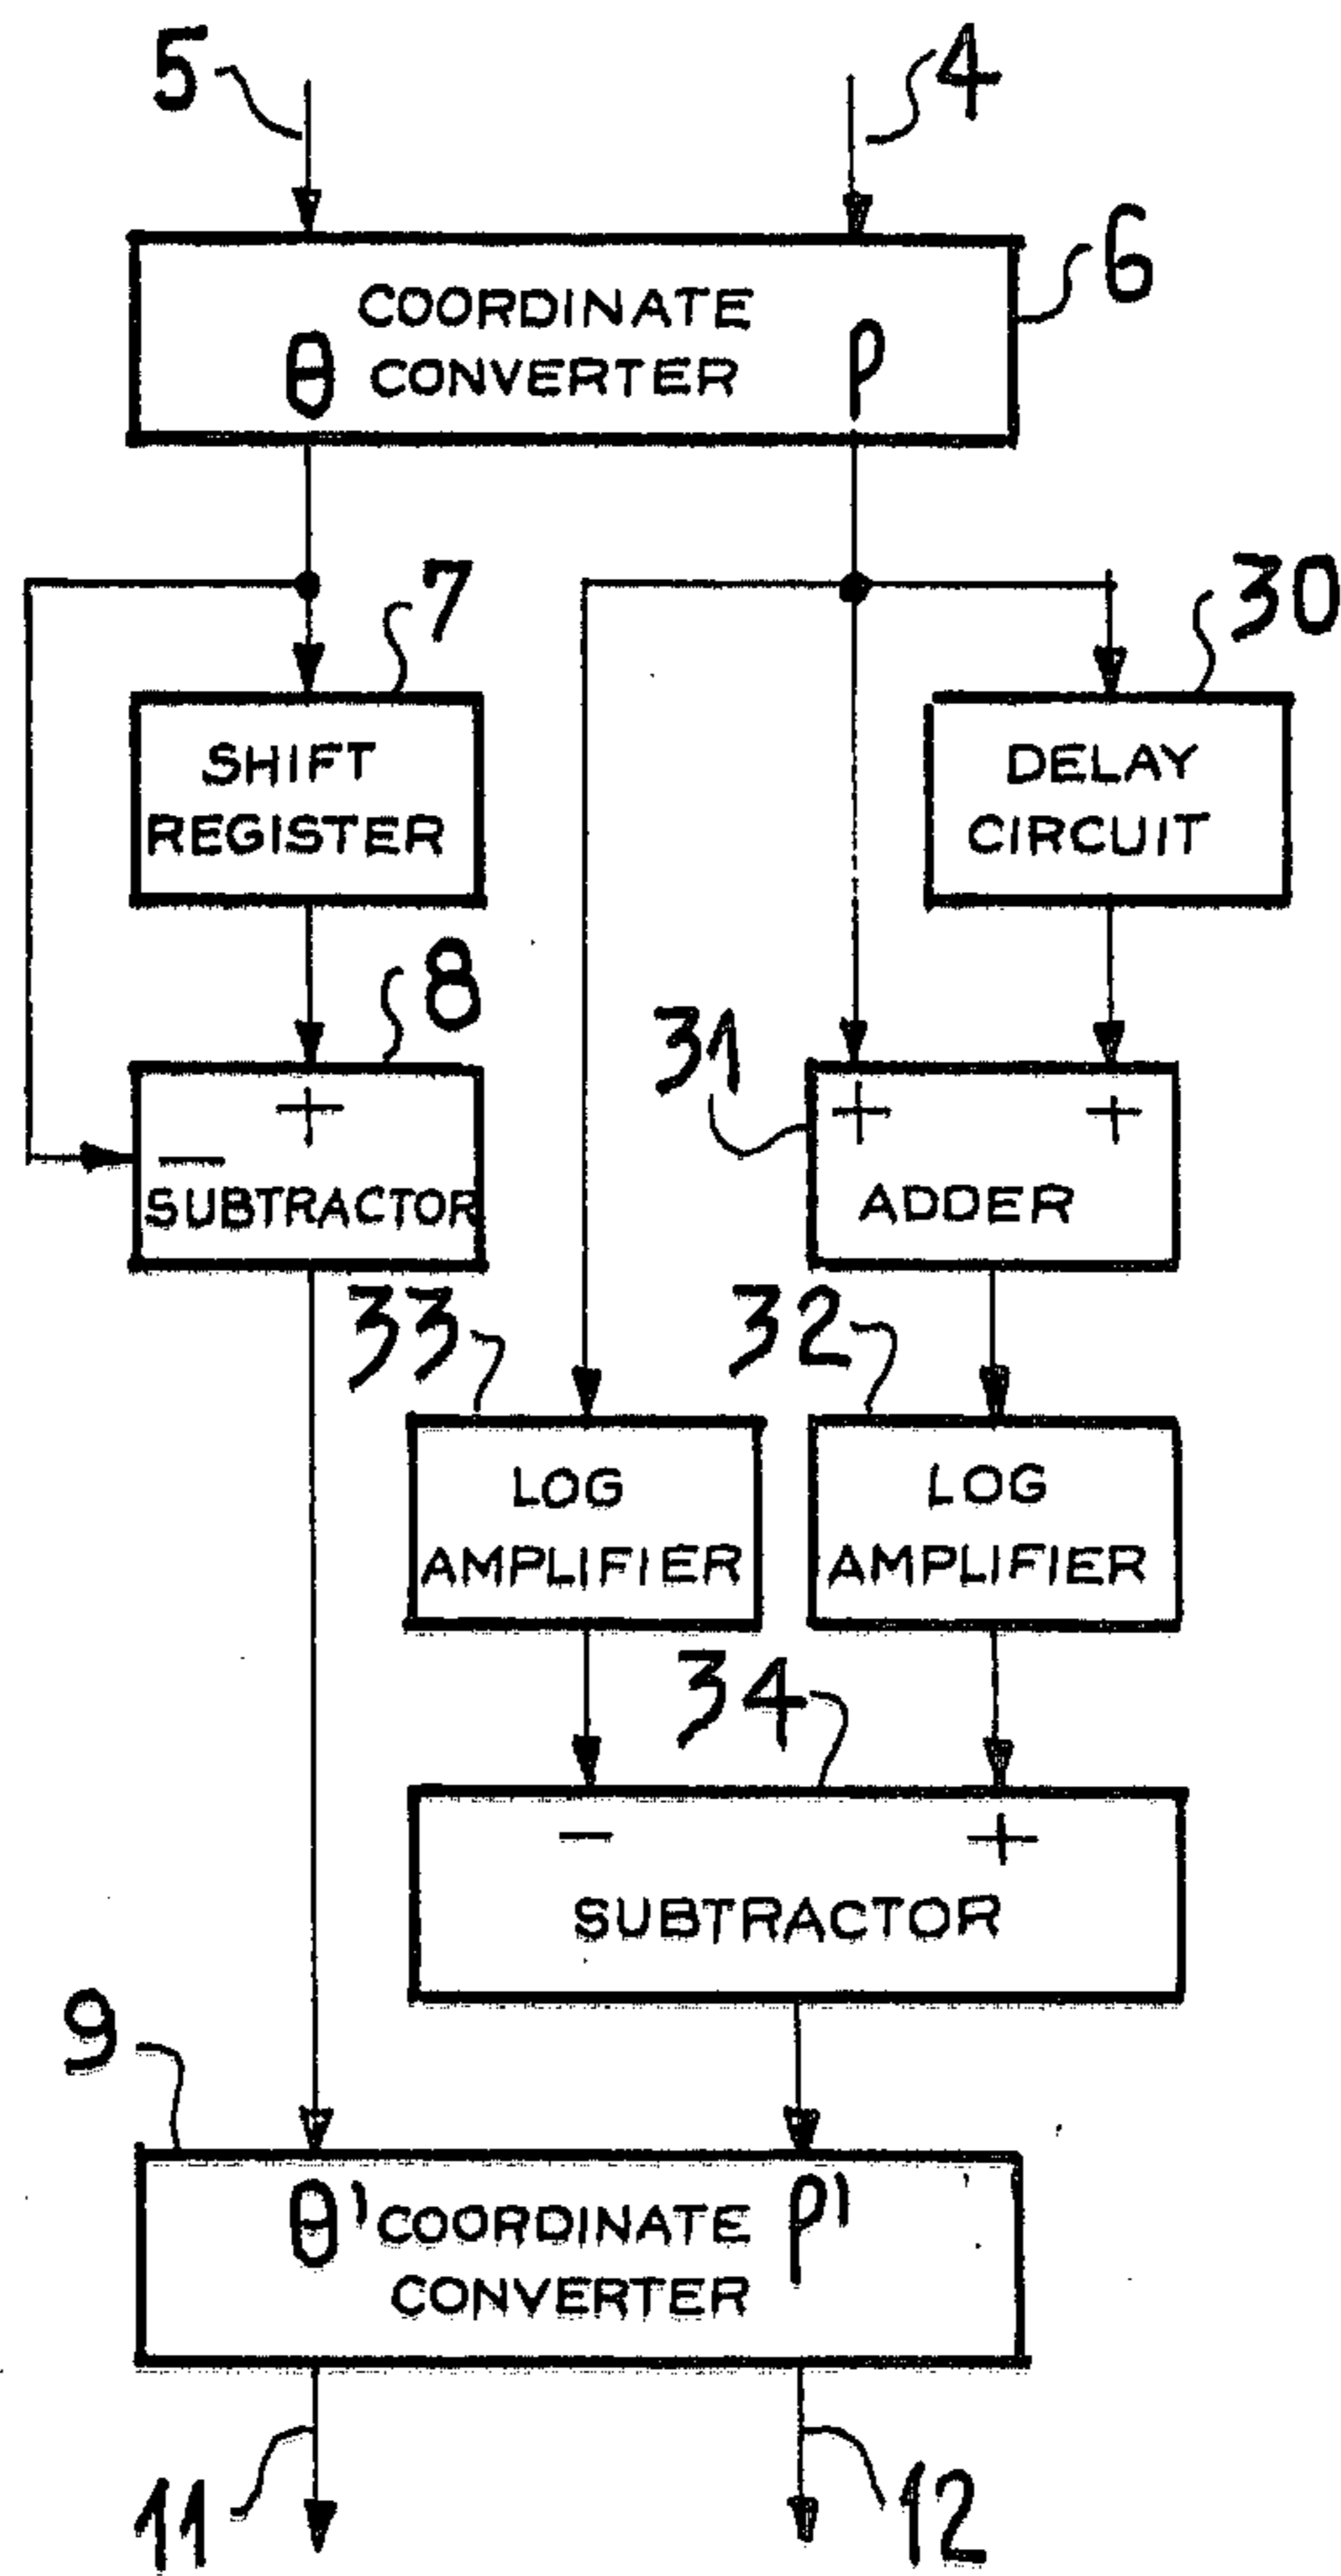 5
4
6
COORDINATE
θ CONVERTER ρ
7
30
SHIFT
REGISTER
DELAY
CIRCUIT
8
31
+
−
SUBTRACTOR
+ +
ADDER
33
32
LOG
AMPLIFIER
LOG
AMPLIFIER
34
− +
SUBTRACTOR
9
θ' COORDINATE ρ'
CONVERTER
11
12